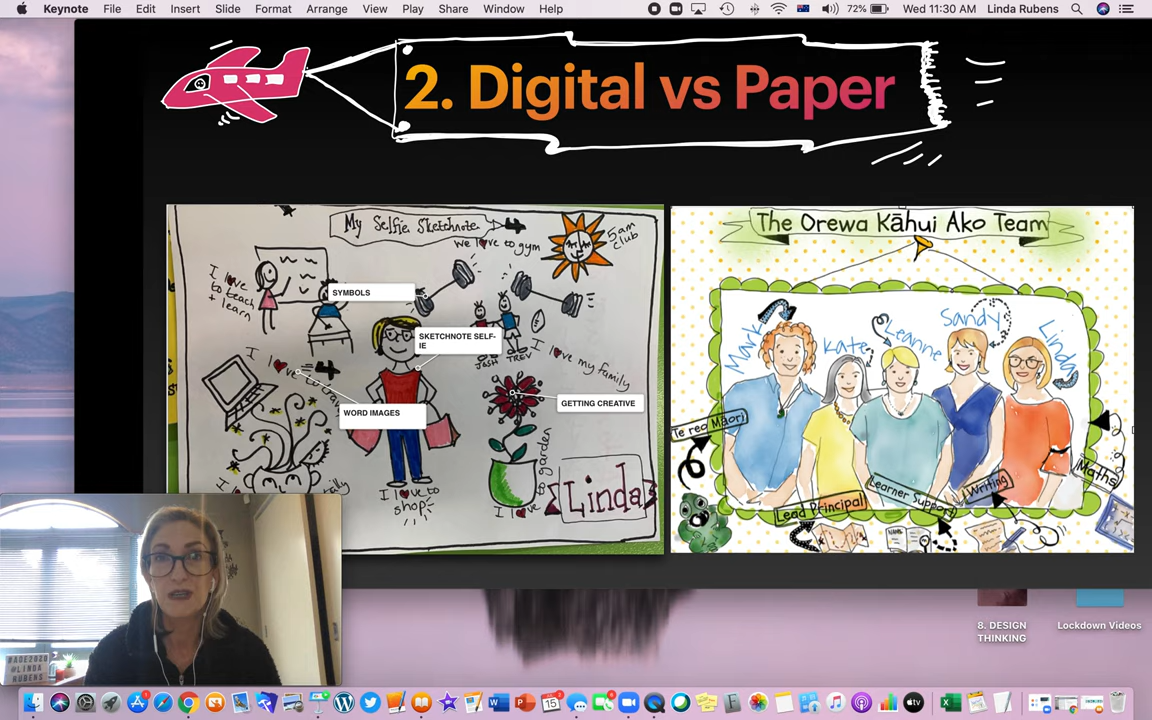 Keynote File Edit Insert Slide Format Arrange View Play Share Window Help 72% Wed 11:30 AM Linda Rubens
2. Digital vs Paper
My Selfie Sketchnote
We love to gym
5am
club
I love
to teach
+ learn
SYMBOLS
SKETCHNOTE SELF-
IE
JOSH TREV
I love my family
I
WORD IMAGES
GETTING CREATIVE
I love to
shop
I love to garden
Linda
The Orewa Kāhui Ako Team
Mark
Kate
Leanne
Sandy
Linda
Te reo Māori
Lead Principal
Learner Support
Writing
Maths
#ADE2020
@LINDA
RUBENS
8. DESIGN
THINKING
Lockdown Videos